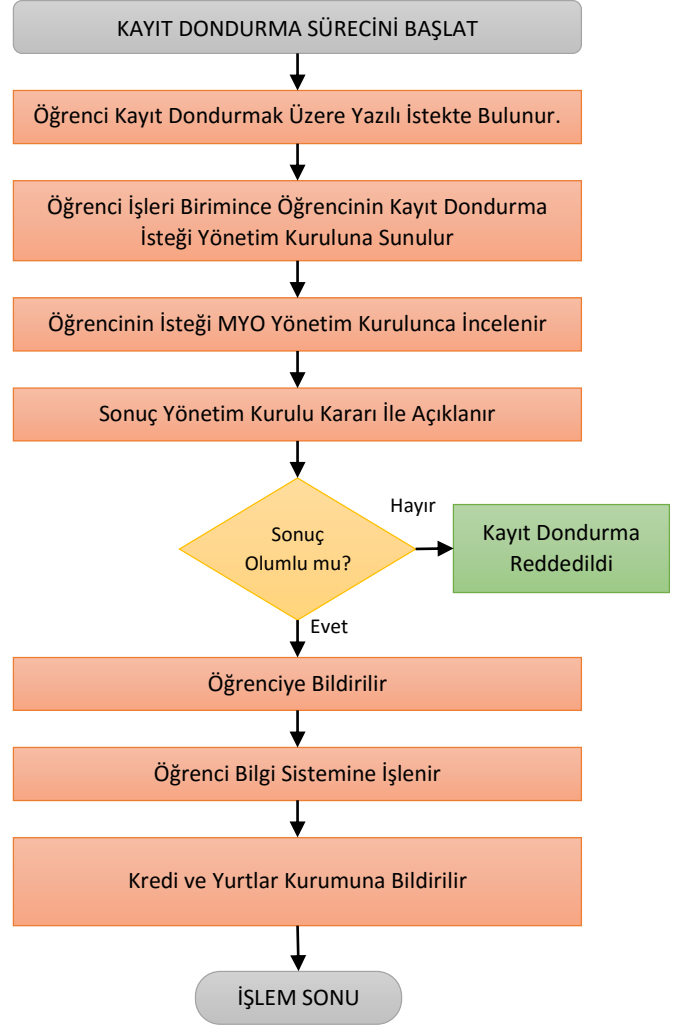 KAYIT DONDURMA SÜRECİNİ BAŞLAT
Öğrenci Kayıt Dondurmak Üzere Yazılı İstekte Bulunur.
Öğrenci İşleri Birimince Öğrencinin Kayıt Dondurma
İsteği Yönetim Kuruluna Sunulur
Öğrencinin İsteği MYO Yönetim Kurulunca İncelenir
Sonuç Yönetim Kurulu Kararı İle Açıklanır
Sonuç
Olumlu mu?
Hayır
Kayıt Dondurma
Reddedildi
Evet
Öğrenciye Bildirilir
Öğrenci Bilgi Sistemine İşlenir
Kredi ve Yurtlar Kurumuna Bildirilir
İŞLEM SONU